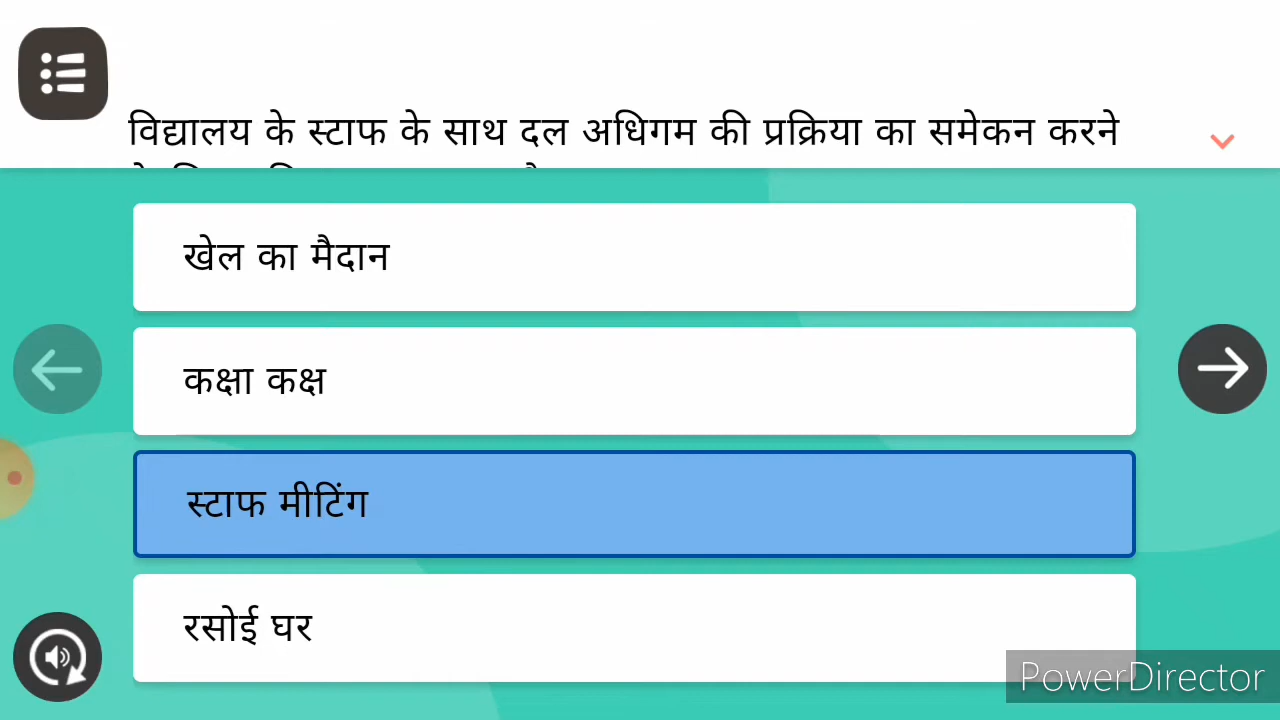 विद्यालय के स्टाफ के साथ दल अधिगम की प्रक्रिया का समेकन करने
खेल का मैदान
कक्षा कक्ष
स्टाफ मीटिंग
रसोई घर
PowerDirector